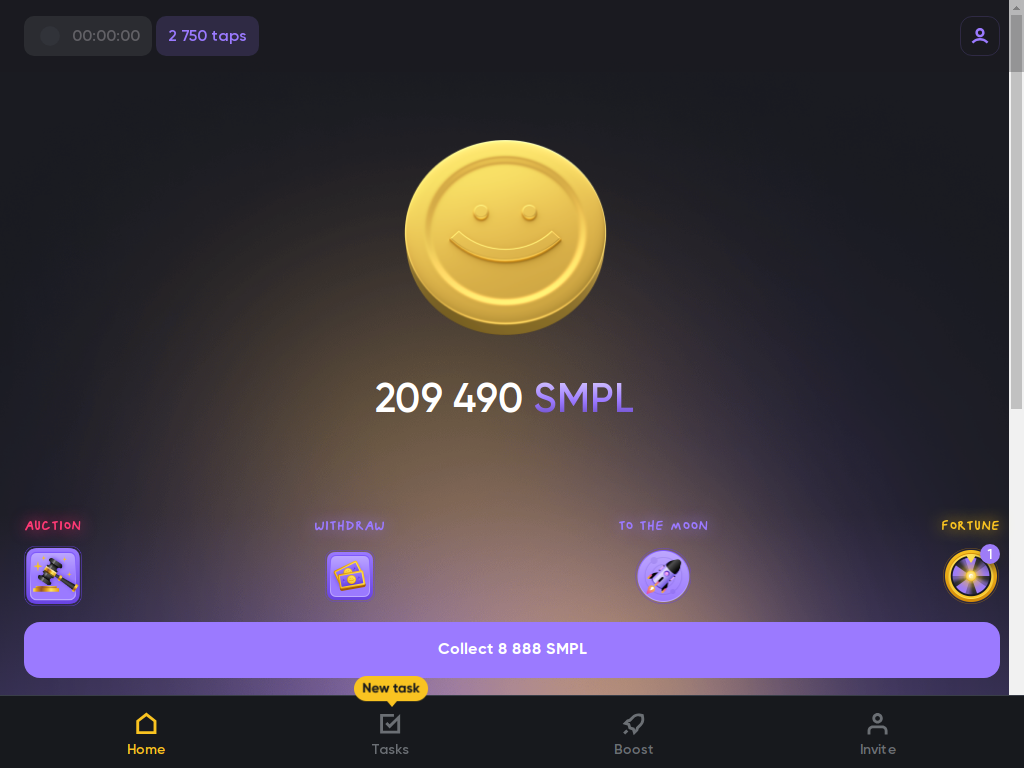 00:00:00
2 750 taps
209 490 SMPL
AUCTION
WITHDRAW
TO THE MOON
FORTUNE
1
Collect 8 888 SMPL
New task
Home
Tasks
Boost
Invite